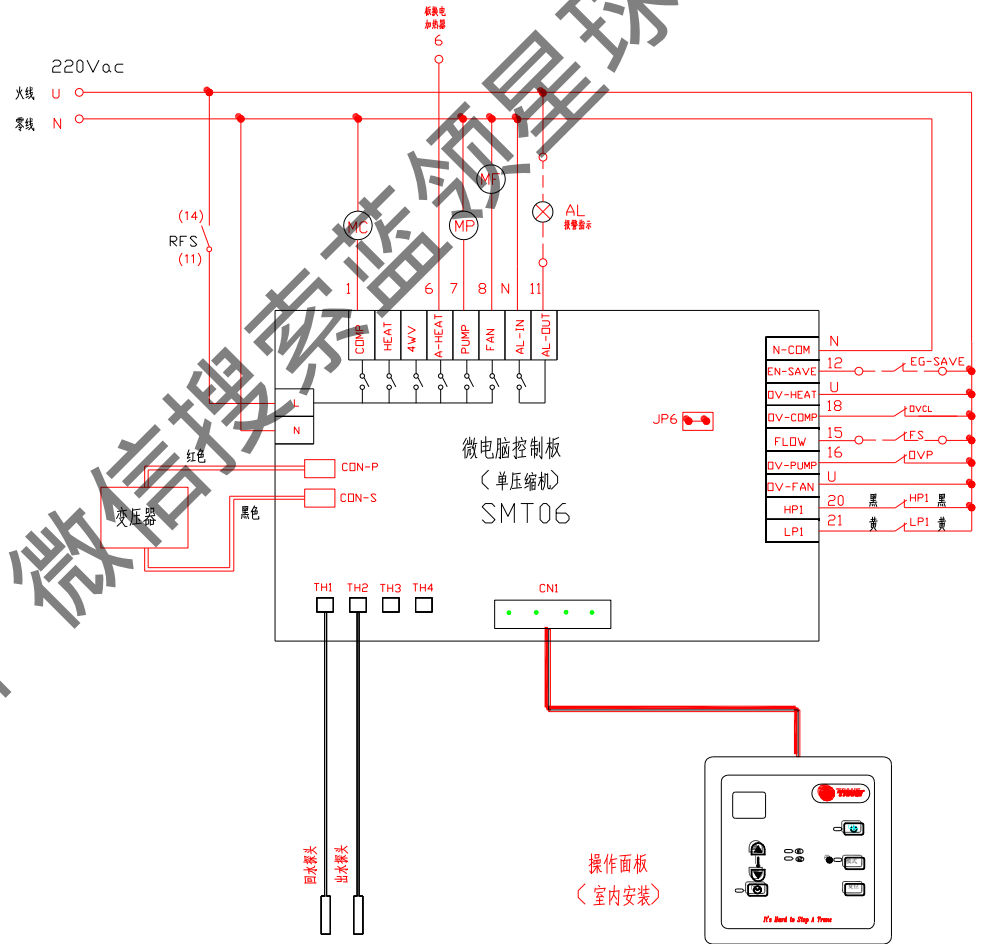 板换电
加热器
6
220Vac
火线 U
零线 N
(14)
RFS
(11)
MC
MP
MF
AL
报警指示
1 6 7 8 N 11
COMP
HEAT
4WV
A-HEAT
PUMP
FAN
AL-IN
AL-OUT
L
N
N-COM N
EN-SAVE 12 EG-SAVE
OV-HEAT U
OV-COMP 18 OVCL
FLOW 15 FS
OV-PUMP 16 OVP
OV-FAN U
HP1 20 黑 HP1 黑
LP1 21 黄 LP1 黄
JP6
微电脑控制板
(单压缩机)
SMT06
红色
CON-P
CON-S
变压器
黑色
TH1 TH2 TH3 TH4
CN1
回水探头
出水探头
操作面板
(室内安装)
It's Hard to Stop A Trane
微信搜索蓝领星球